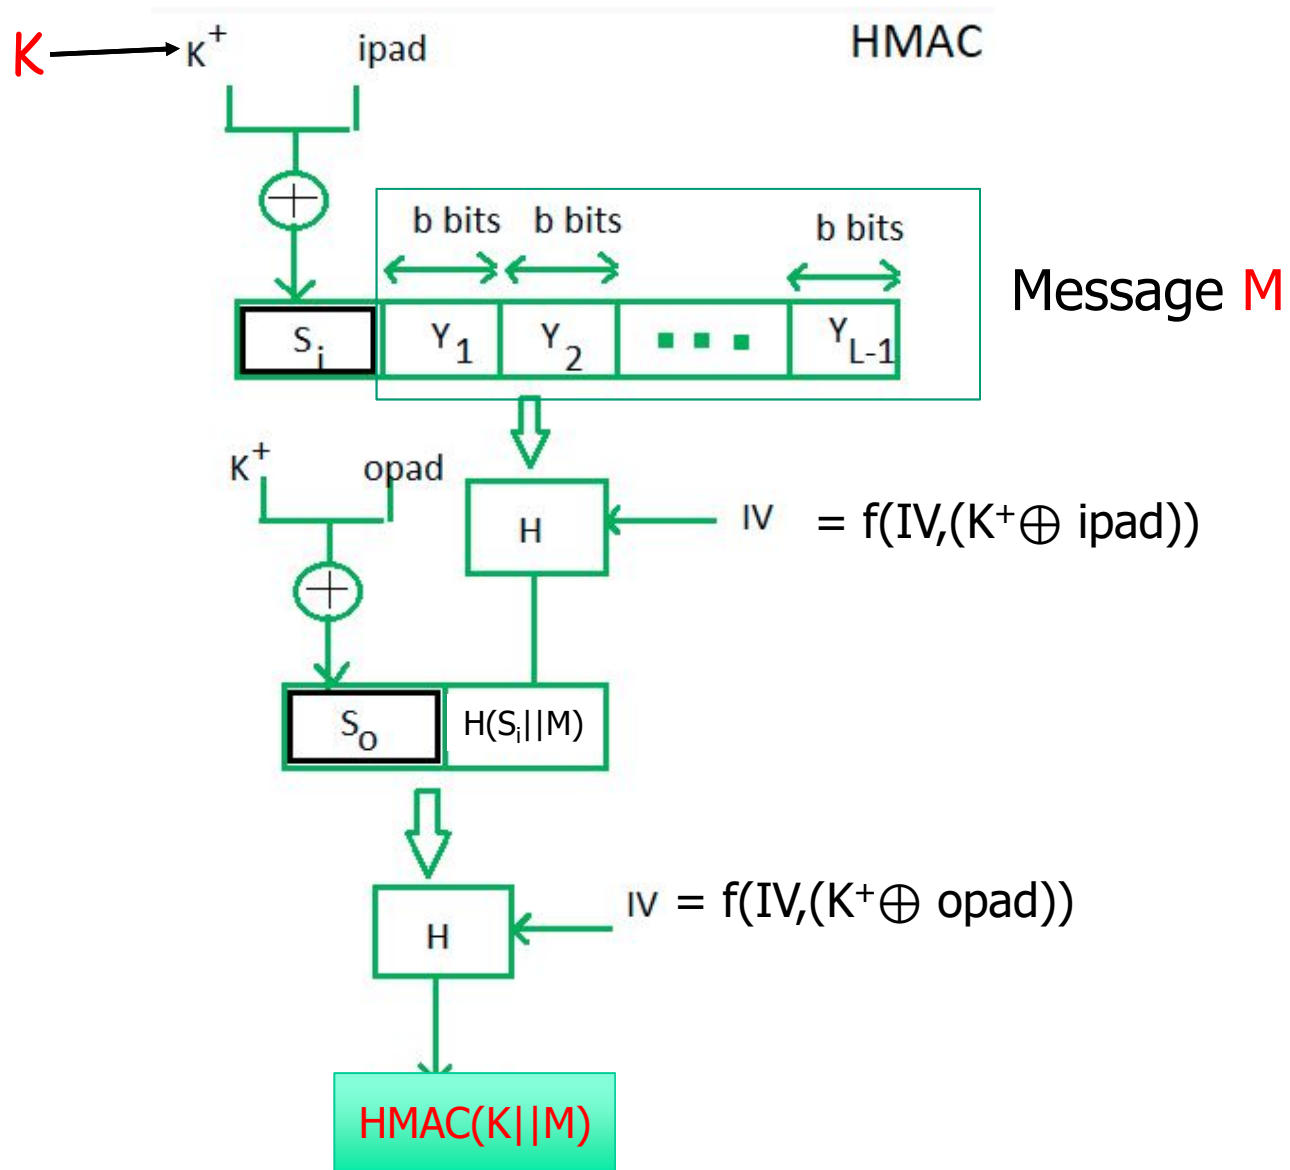 HMAC
K K⁺ ipad
b bits b bits b bits
Message M
Sᵢ Y₁ Y₂ ... Y_L-1
K⁺ opad
H IV = f(IV,(K⁺⊕ ipad))
Sₒ H(Sᵢ||M)
H IV = f(IV,(K⁺⊕ opad))
HMAC(K||M)